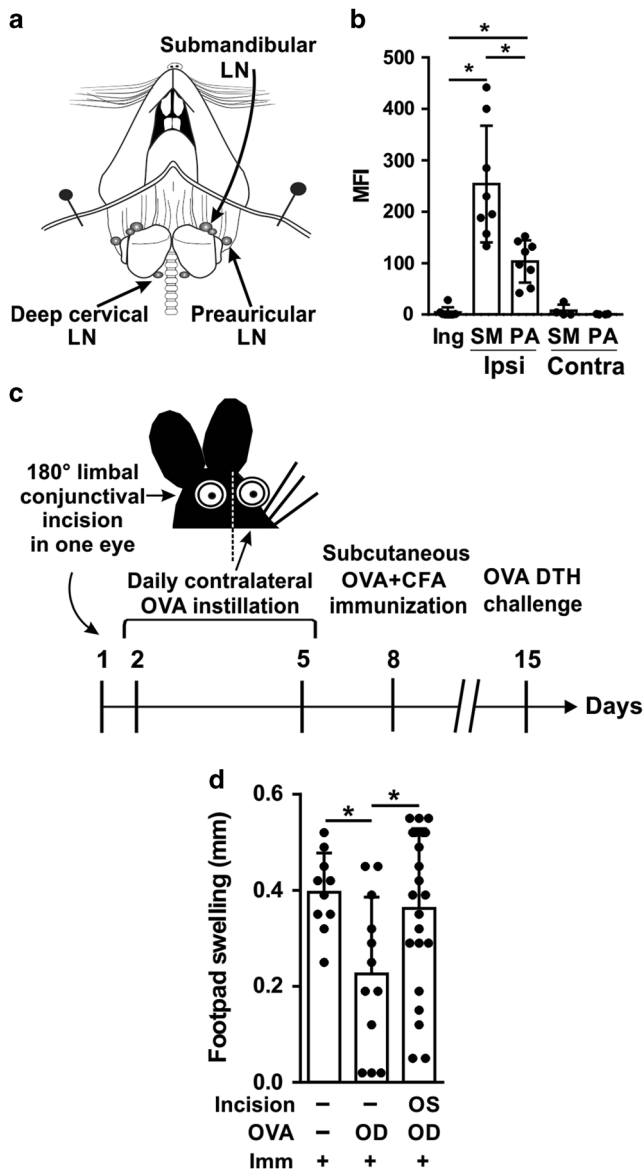 a
Submandibular
LN
Deep cervical
LN
Preauricular
LN
b
MFI
500
400
300
200
100
0
Ing SM PA SM PA
Ipsi Contra
*
*
*
c
180° limbal
conjunctival
incision
in one eye
Daily contralateral
OVA instillation
Subcutaneous
OVA+CFA
immunization
OVA DTH
challenge
1 2 5 8 15
Days
d
Footpad swelling (mm)
0.6
0.4
0.2
0.0
*
*
Incision – – OS
OVA – OD OD
Imm + + +